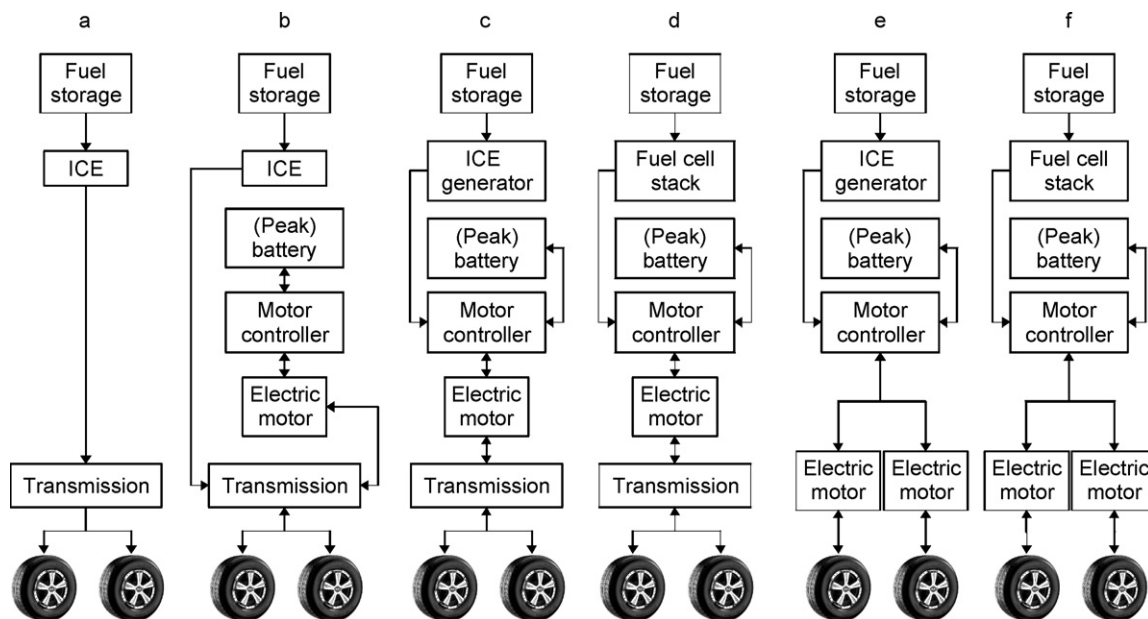 a
Fuel
storage
ICE
Transmission
b
Fuel
storage
ICE
(Peak)
battery
Motor
controller
Electric
motor
Transmission
c
Fuel
storage
ICE
generator
(Peak)
battery
Motor
controller
Electric
motor
Transmission
d
Fuel
storage
Fuel cell
stack
(Peak)
battery
Motor
controller
Electric
motor
Transmission
e
Fuel
storage
ICE
generator
(Peak)
battery
Motor
controller
Electric
motor
Electric
motor
f
Fuel
storage
Fuel cell
stack
(Peak)
battery
Motor
controller
Electric
motor
Electric
motor